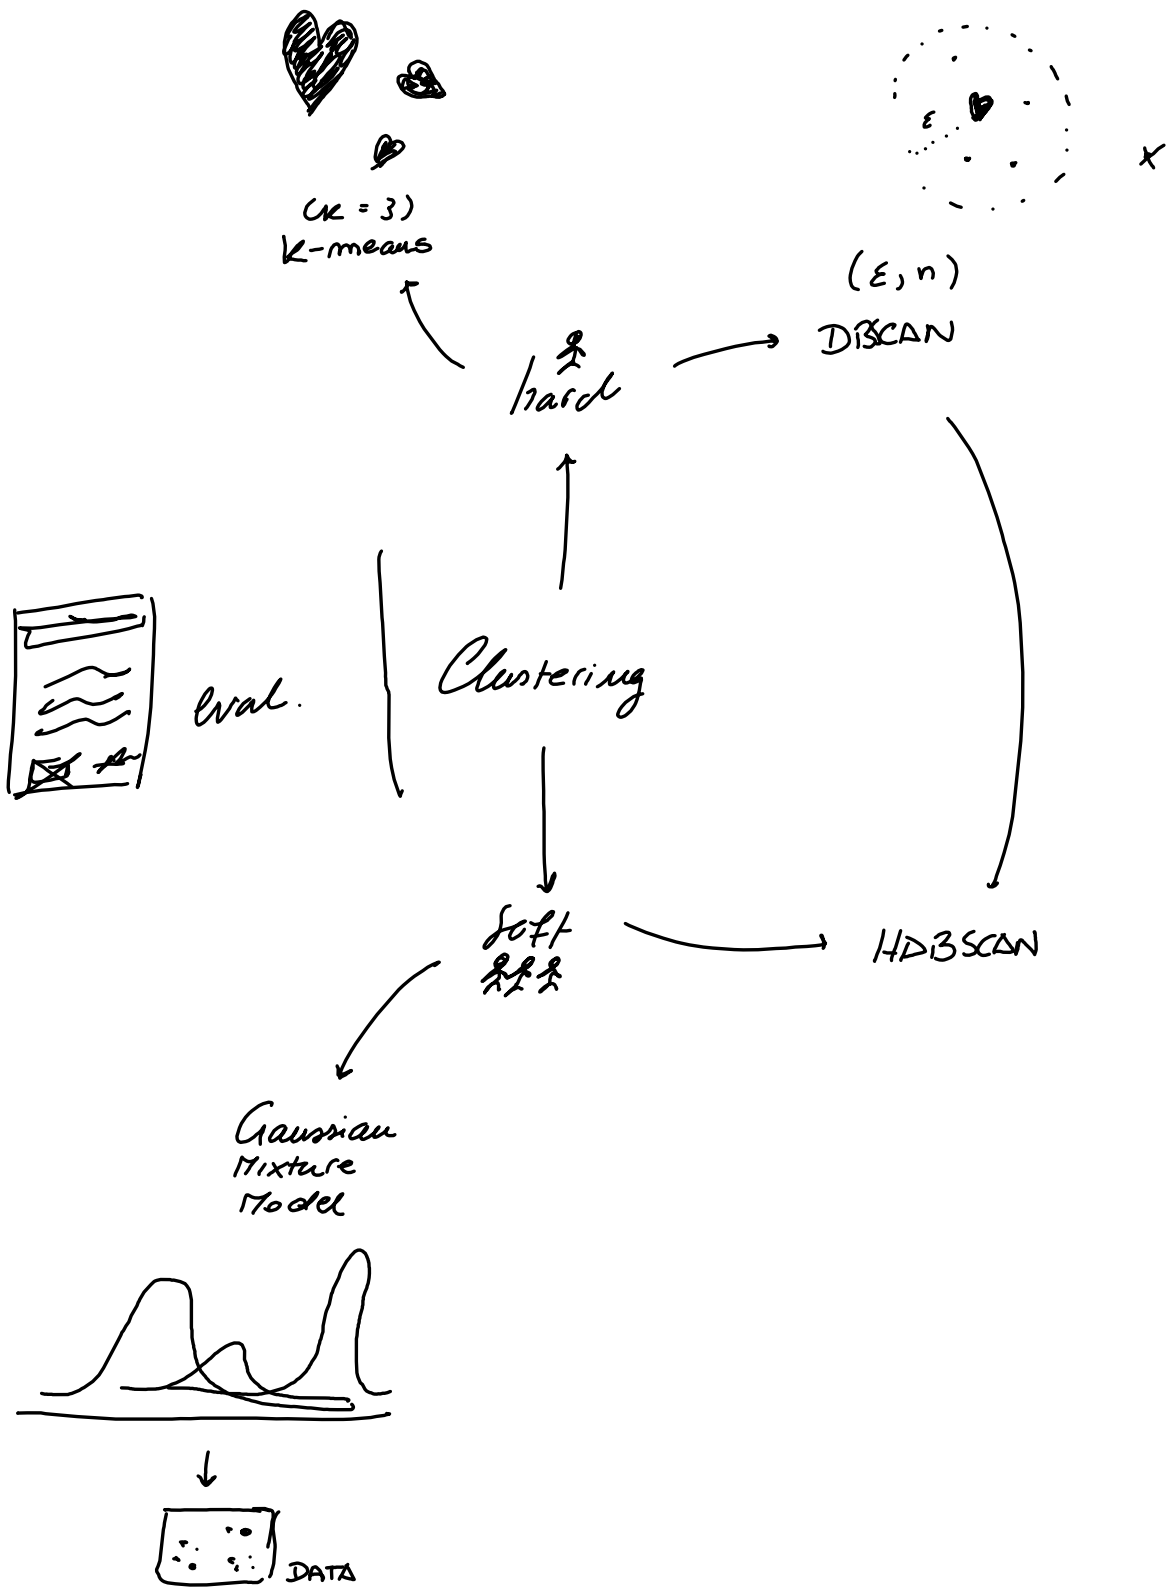 (k = 3)
k-means
ε
x
(ε, n)
DBSCAN
hard
Clustering
eval.
soft
HDBSCAN
Gaussian
Mixture
Model
DATA